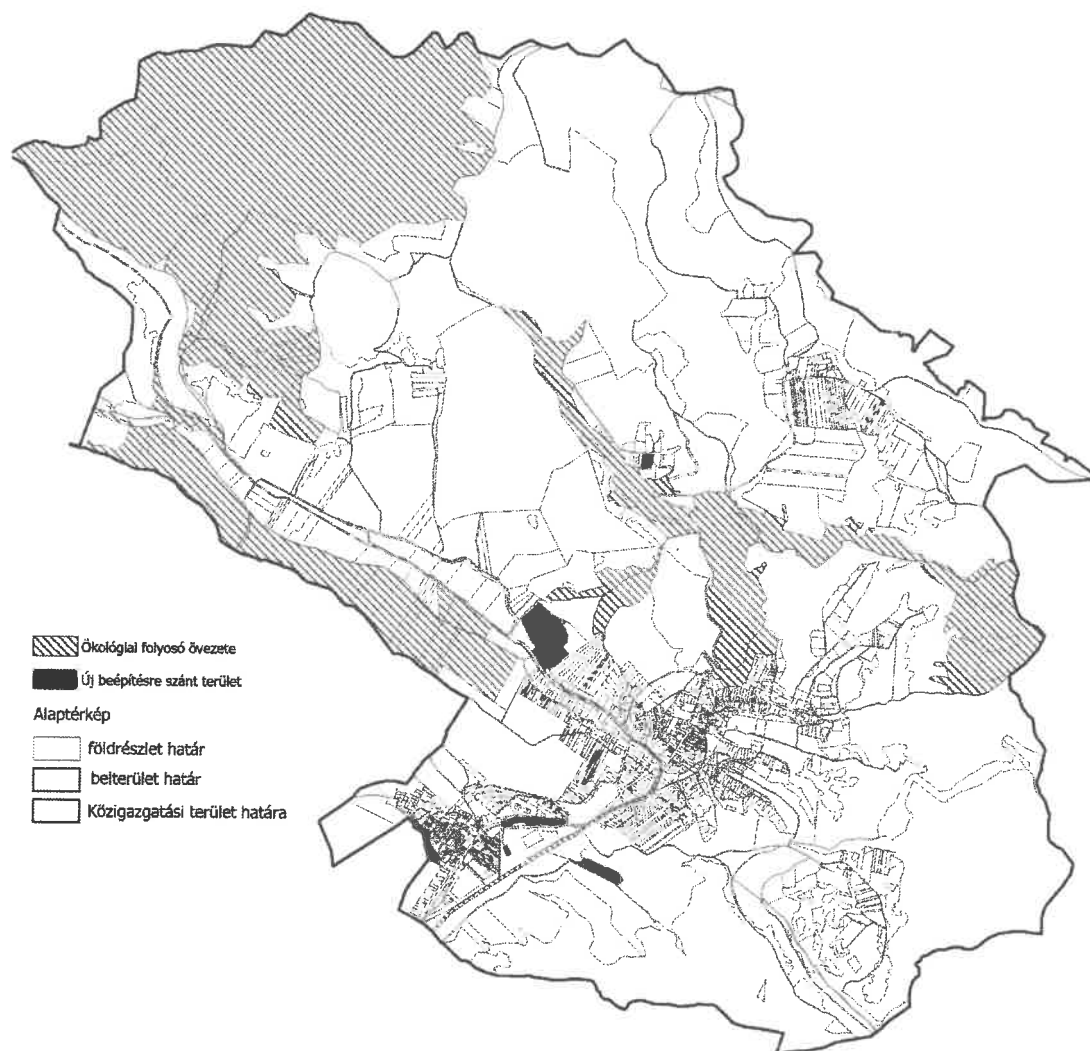 Ökológiai folyosó övezete
Új beépítésre szánt terület
Alaptérkép
földrészlet határ
belterület határ
Közigazgatási terület határa